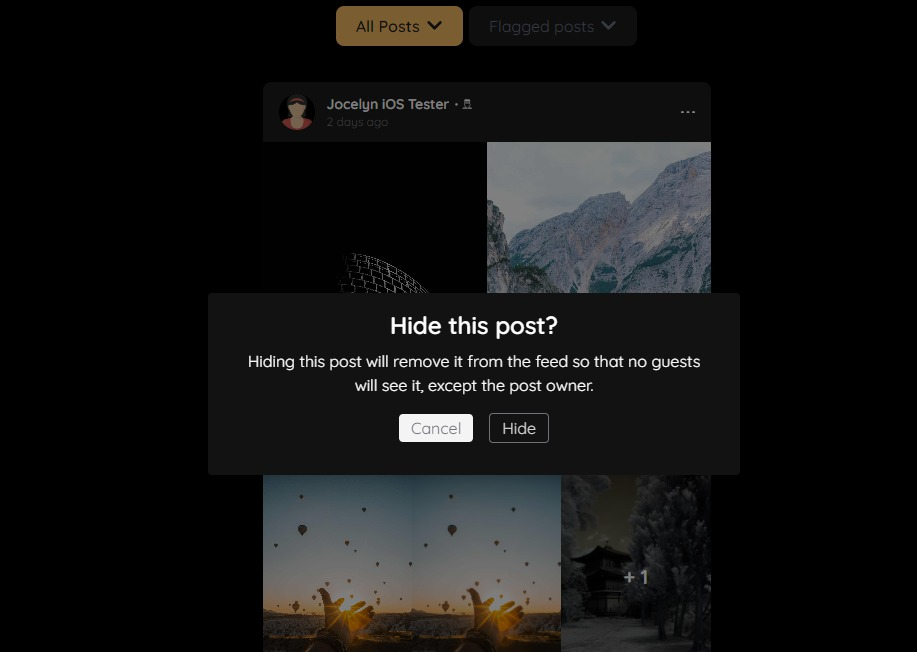 All Posts
Flagged posts
Jocelyn iOS Tester ·
2 days ago
Hide this post?
Hiding this post will remove it from the feed so that no guests
will see it, except the post owner.
Cancel
Hide
+ 1